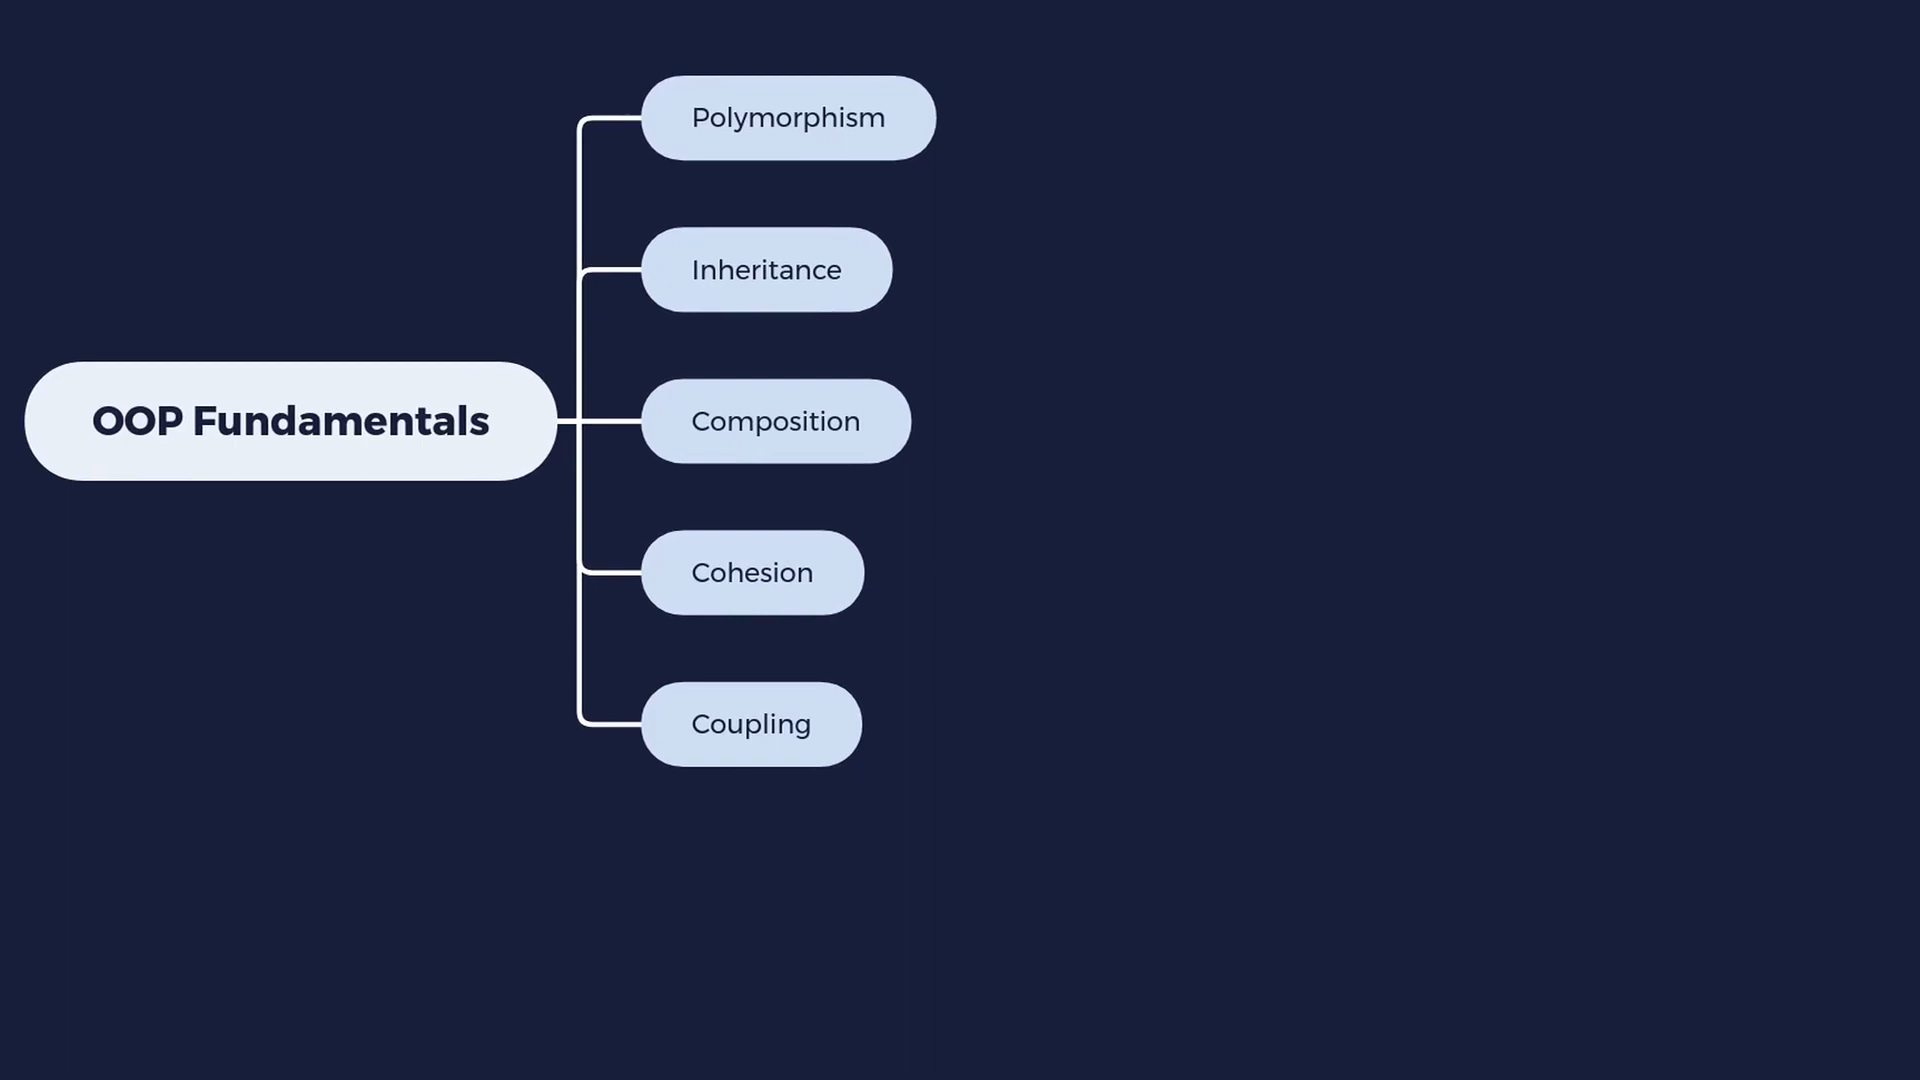 OOP Fundamentals
Polymorphism
Inheritance
Composition
Cohesion
Coupling